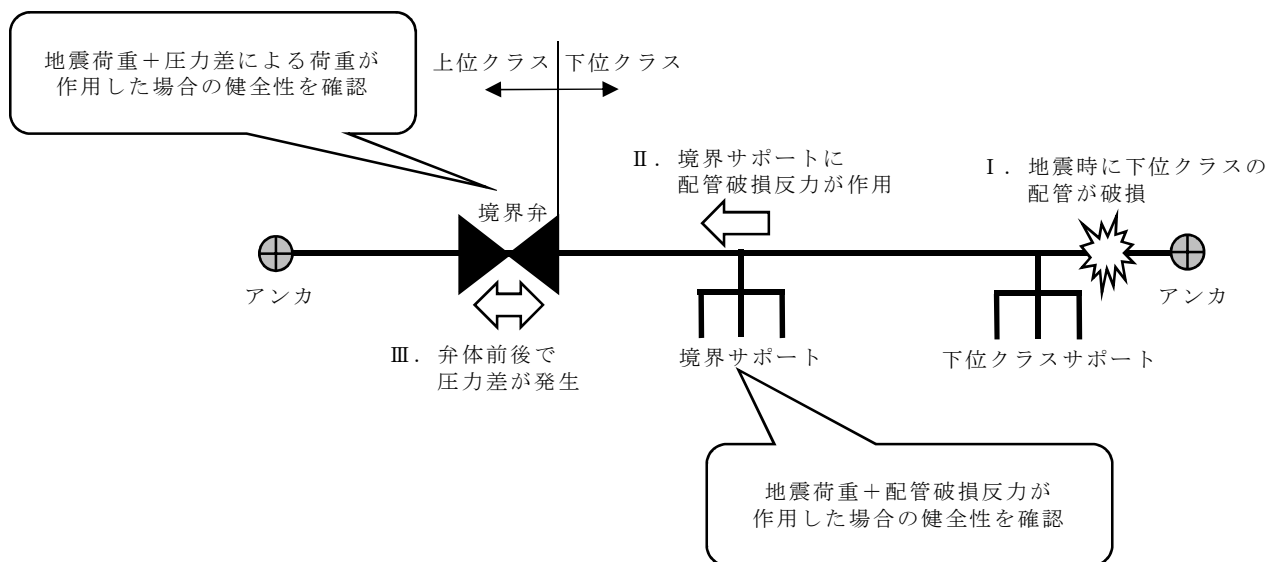 地震荷重＋圧力差による荷重が
作用した場合の健全性を確認
上位クラス
下位クラス
Ⅱ．境界サポートに
配管破損反力が作用
Ⅰ．地震時に下位クラスの
配管が破損
境界弁
アンカ
アンカ
Ⅲ．弁体前後で
圧力差が発生
境界サポート
下位クラスサポート
地震荷重＋配管破損反力が
作用した場合の健全性を確認